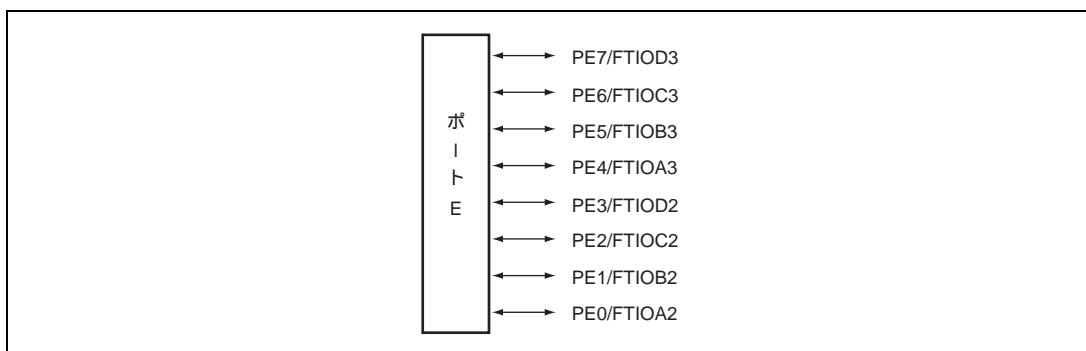 ポートE
PE7/FTIOD3
PE6/FTIOC3
PE5/FTIOB3
PE4/FTIOA3
PE3/FTIOD2
PE2/FTIOC2
PE1/FTIOB2
PE0/FTIOA2